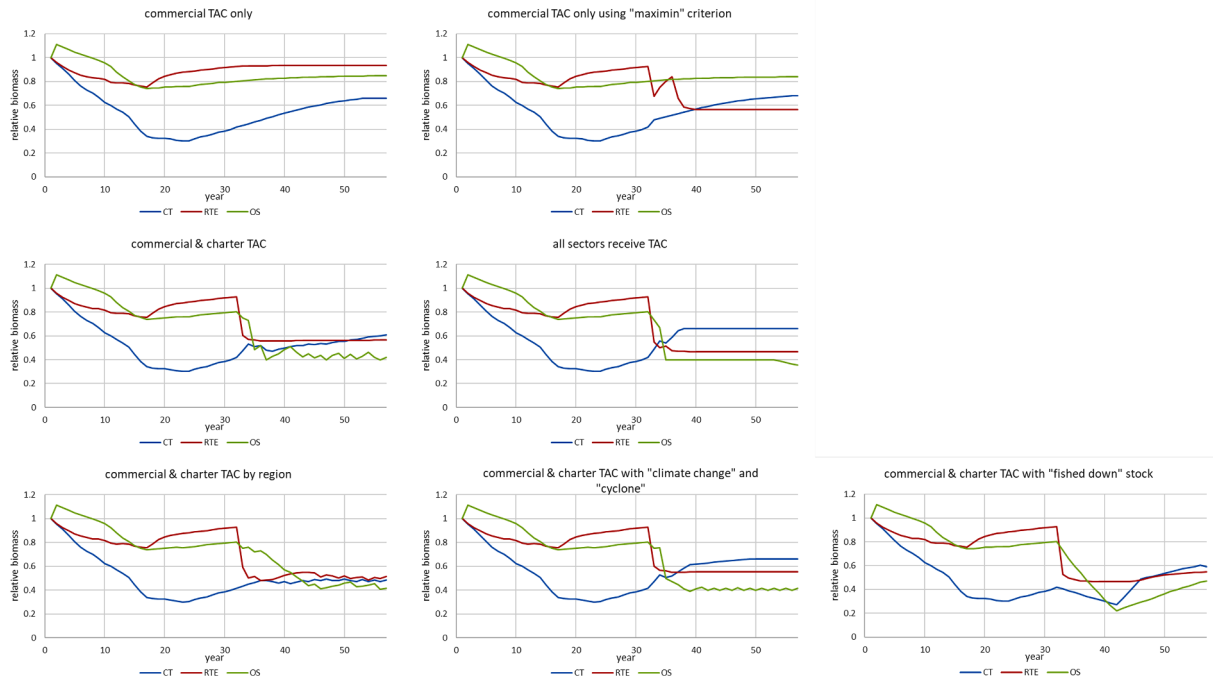 commercial TAC only
1.2
1
0.8
0.6
0.4
0.2
0
relative biomass
0 10 20 30 40 50
year
CT RTE OS
commercial TAC only using "maximin" criterion
1.2
1
0.8
0.6
0.4
0.2
0
relative biomass
0 10 20 30 40 50
year
CT RTE OS
commercial & charter TAC
1.2
1
0.8
0.6
0.4
0.2
0
relative biomass
0 10 20 30 40 50
year
CT RTE OS
all sectors receive TAC
1.2
1
0.8
0.6
0.4
0.2
0
relative biomass
0 10 20 30 40 50
year
CT RTE OS
commercial & charter TAC by region
1.2
1
0.8
0.6
0.4
0.2
0
relative biomass
0 10 20 30 40 50
year
CT RTE OS
commercial & charter TAC with "climate change" and
"cyclone"
1.2
1
0.8
0.6
0.4
0.2
0
relative biomass
0 10 20 30 40 50
year
CT RTE OS
commercial & charter TAC with "fished down" stock
1.2
1
0.8
0.6
0.4
0.2
0
relative biomass
0 10 20 30 40 50
year
CT RTE OS